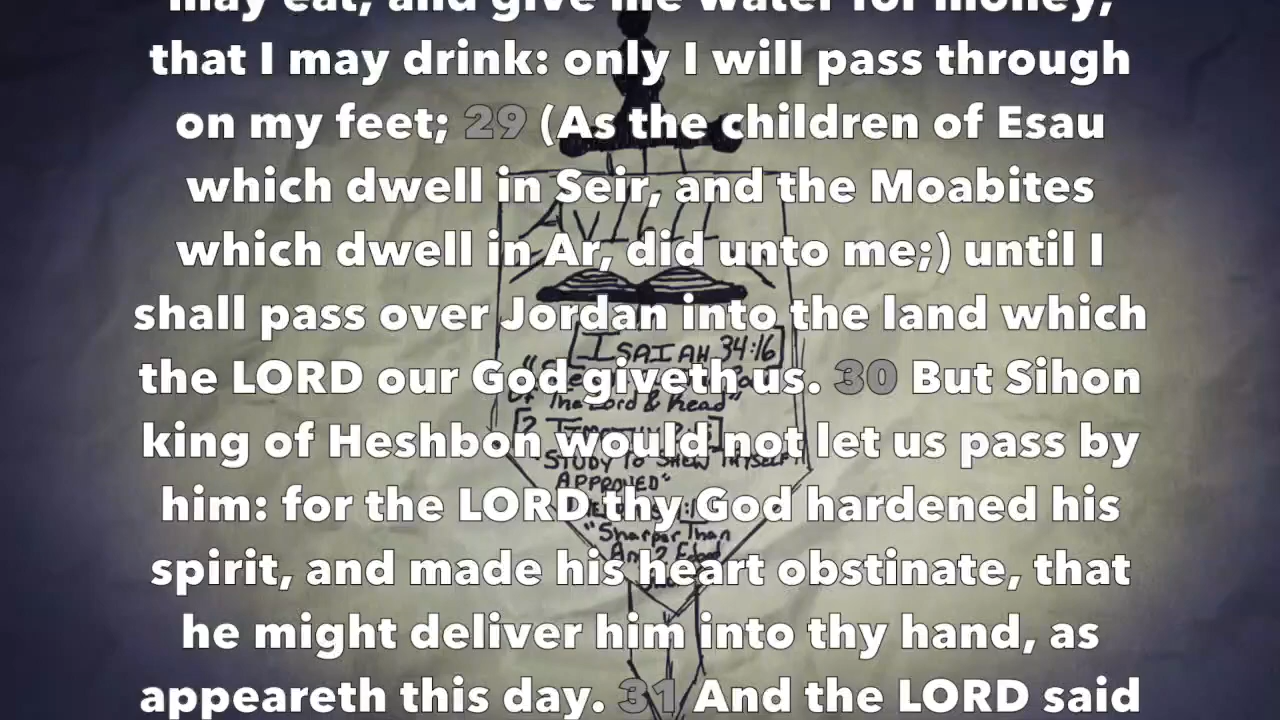 may eat; and give me water for money,
that I may drink: only I will pass through
on my feet; 29 (As the children of Esau
which dwell in Seir, and the Moabites
which dwell in Ar, did unto me;) until I
shall pass over Jordan into the land which
the LORD our God giveth us. 30 But Sihon
king of Heshbon would not let us pass by
him: for the LORD thy God hardened his
spirit, and made his heart obstinate, that
he might deliver him into thy hand, as
appeareth this day. 31 And the LORD said
[ISAIAH 34:16]
The Lord & Read"
"STUDY TO SHEW THYSELF
APPROVED"
"Sharper Than